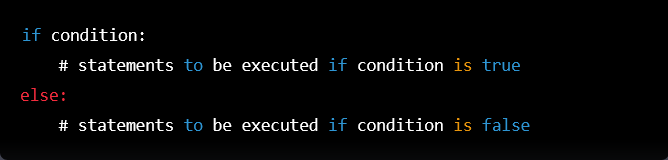 if condition:
    # statements to be executed if condition is true
else:
    # statements to be executed if condition is false